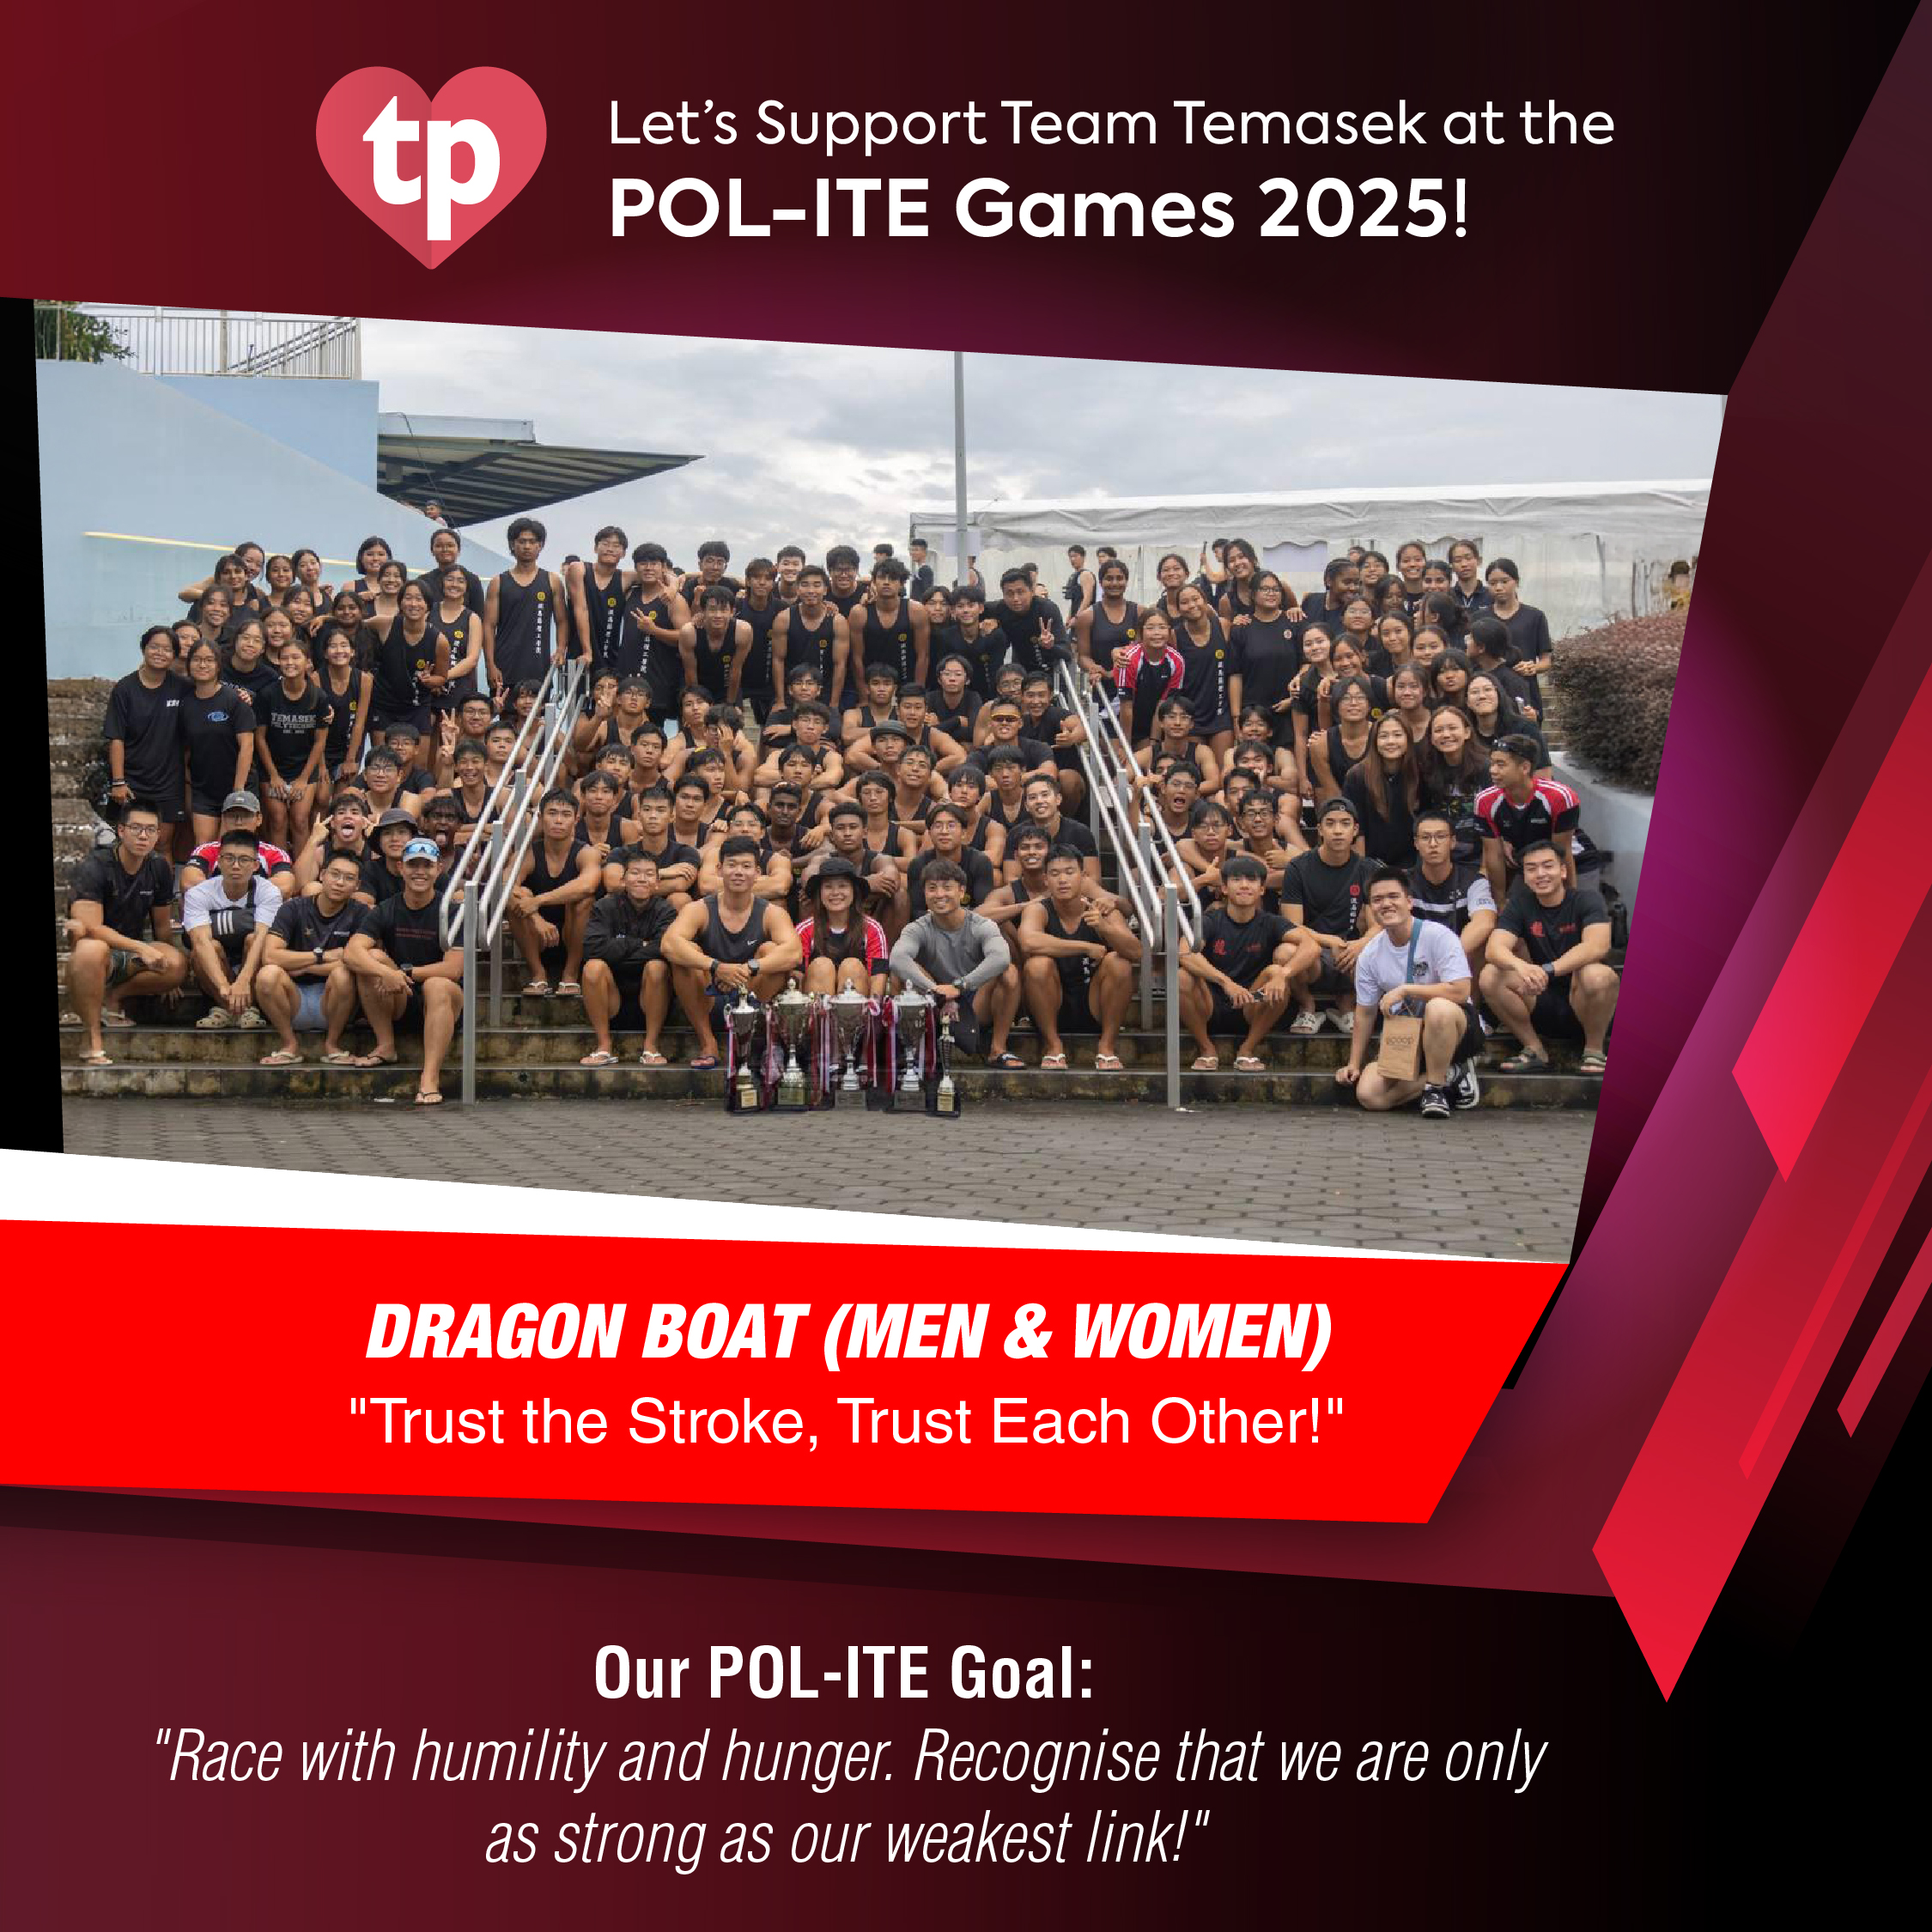 tp
Let's Support Team Temasek at the
POL-ITE Games 2025!
TEMASEK
POLYTECHNIC
DRAGON BOAT (MEN & WOMEN)
"Trust the Stroke, Trust Each Other!"
Our POL-ITE Goal:
"Race with humility and hunger. Recognise that we are only
as strong as our weakest link!"